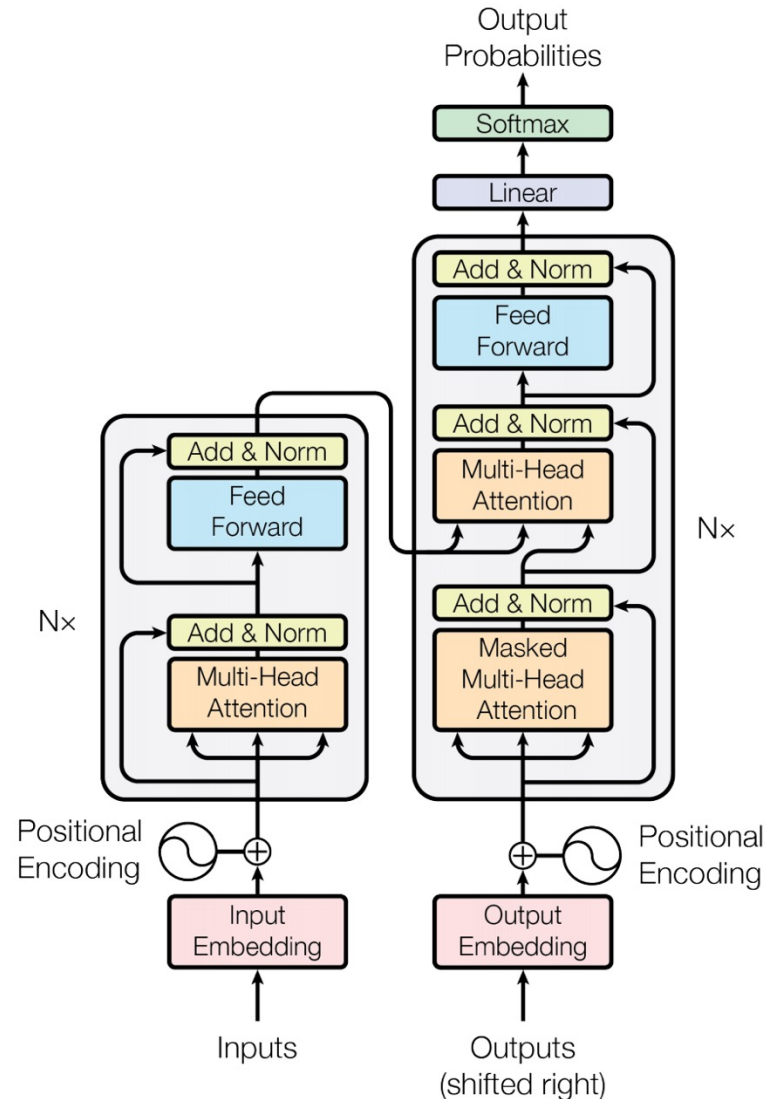 Output
Probabilities
Softmax
Linear
Add & Norm
Feed
Forward
Add & Norm
Multi-Head
Attention
Add & Norm
Masked
Multi-Head
Attention
Nx
Add & Norm
Feed
Forward
Add & Norm
Multi-Head
Attention
Nx
Positional
Encoding
Positional
Encoding
Input
Embedding
Output
Embedding
Inputs
Outputs
(shifted right)